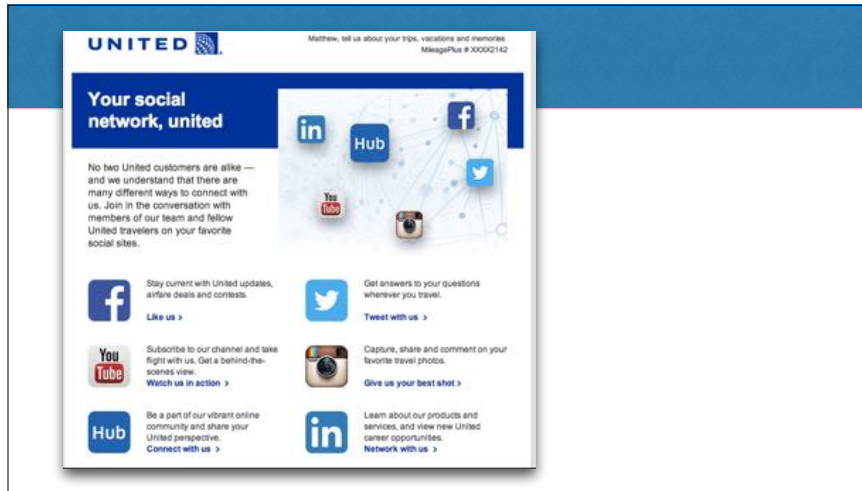 UNITED
Matthew, tell us about your trips, vacations and memories.
MileagePlus # XXXX2142
Your social
network, united
in
Hub
f
You
Tube
No two United customers are alike —
and we understand that there are
many different ways to connect with
us. Join in the conversation with
members of our team and fellow
United travelers on your favorite
social sites.
f
Stay current with United updates,
airfare deals and contests.
Like us >
Get answers to your questions
wherever you travel.
Tweet with us >
You
Tube
Subscribe to our channel and take
flight with us. Get a behind-the-
scenes view.
Watch us in action >
Capture, share and comment on your
favorite travel photos.
Give us your best shot >
Hub
Be a part of our vibrant online
community and share your
United perspective.
Connect with us >
in
Learn about our products and
services, and view new United
career opportunities.
Network with us >